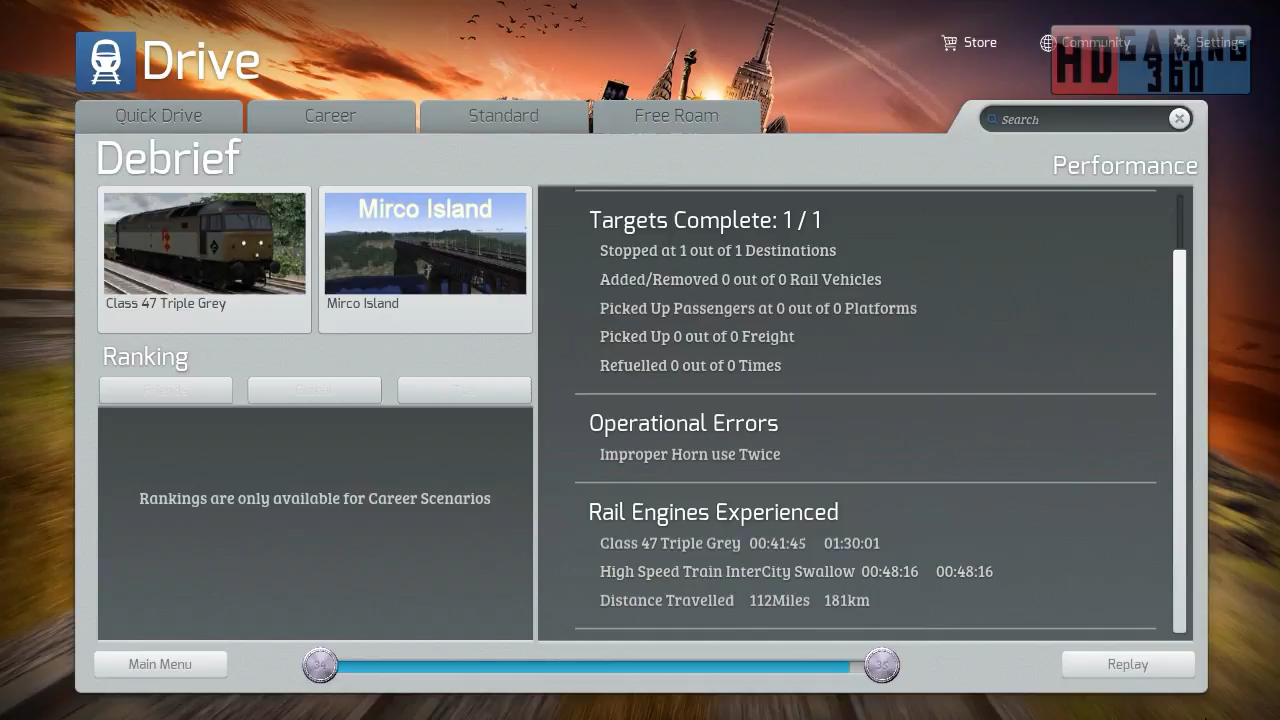 Drive
Store
Community
Settings
HD GAMING 360
Quick Drive
Career
Standard
Free Roam
Search
Debrief
Performance
Mirco Island
Class 47 Triple Grey
Mirco Island
Ranking
Rankings are only available for Career Scenarios
Targets Complete: 1 / 1
Stopped at 1 out of 1 Destinations
Added/Removed 0 out of 0 Rail Vehicles
Picked Up Passengers at 0 out of 0 Platforms
Picked Up 0 out of 0 Freight
Refuelled 0 out of 0 Times
Operational Errors
Improper Horn use Twice
Rail Engines Experienced
Class 47 Triple Grey 00:41:45 01:30:01
High Speed Train InterCity Swallow 00:48:16 00:48:16
Distance Travelled 112Miles 181km
Main Menu
34
35
Replay